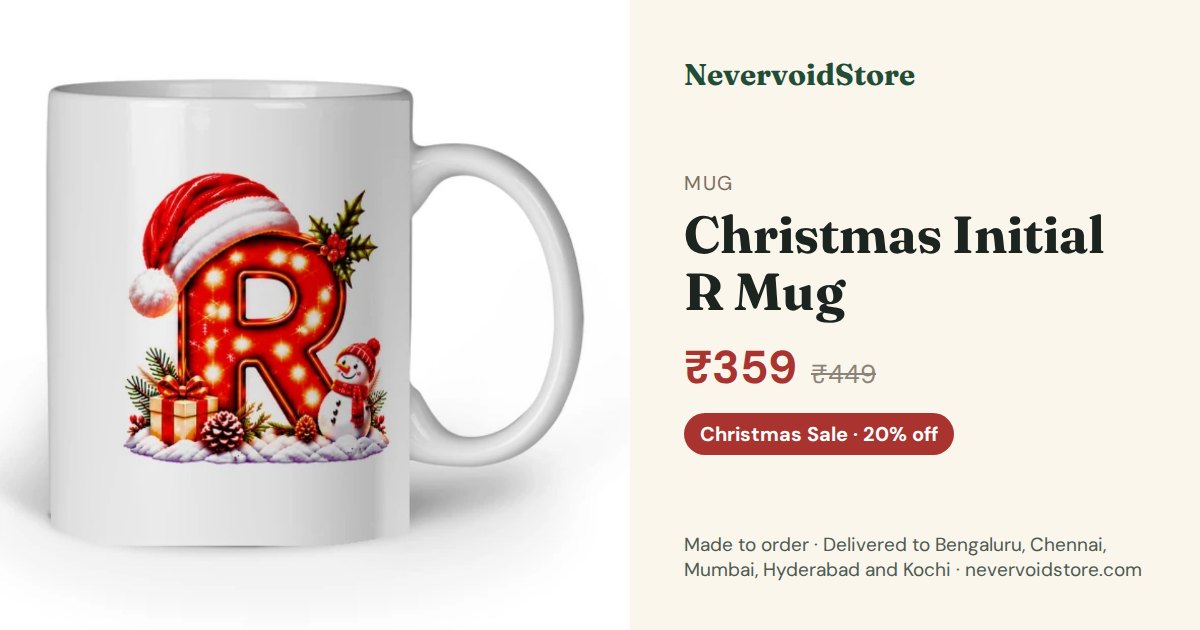 R
NevervoidStore
MUG
Christmas Initial
R Mug
₹359 ₹449
Christmas Sale · 20% off
Made to order · Delivered to Bengaluru, Chennai,
Mumbai, Hyderabad and Kochi · nevervoidstore.com